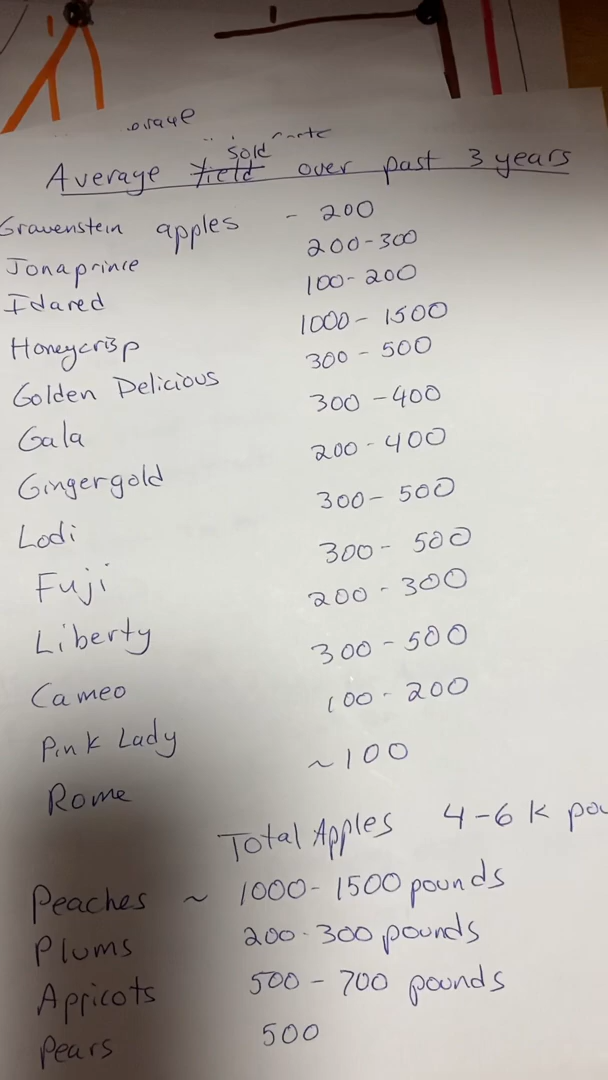 sold
Average yield over past 3 years
Gravenstein apples - 200
Jonaprince 200-300
Idared 100-200
Honeycrisp 1000 - 1500
Golden Delicious 300 - 500
Gala 300 - 400
Gingergold 200 - 400
Lodi 300 - 500
Fuji 300 - 500
Liberty 200 - 300
Cameo 300 - 500
Pink Lady 100 - 200
Rome ~100
Total Apples 4-6 K
Peaches ~ 1000 - 1500 pounds
Plums 200 - 300 pounds
Appicots 500 - 700 pounds
Pears 500